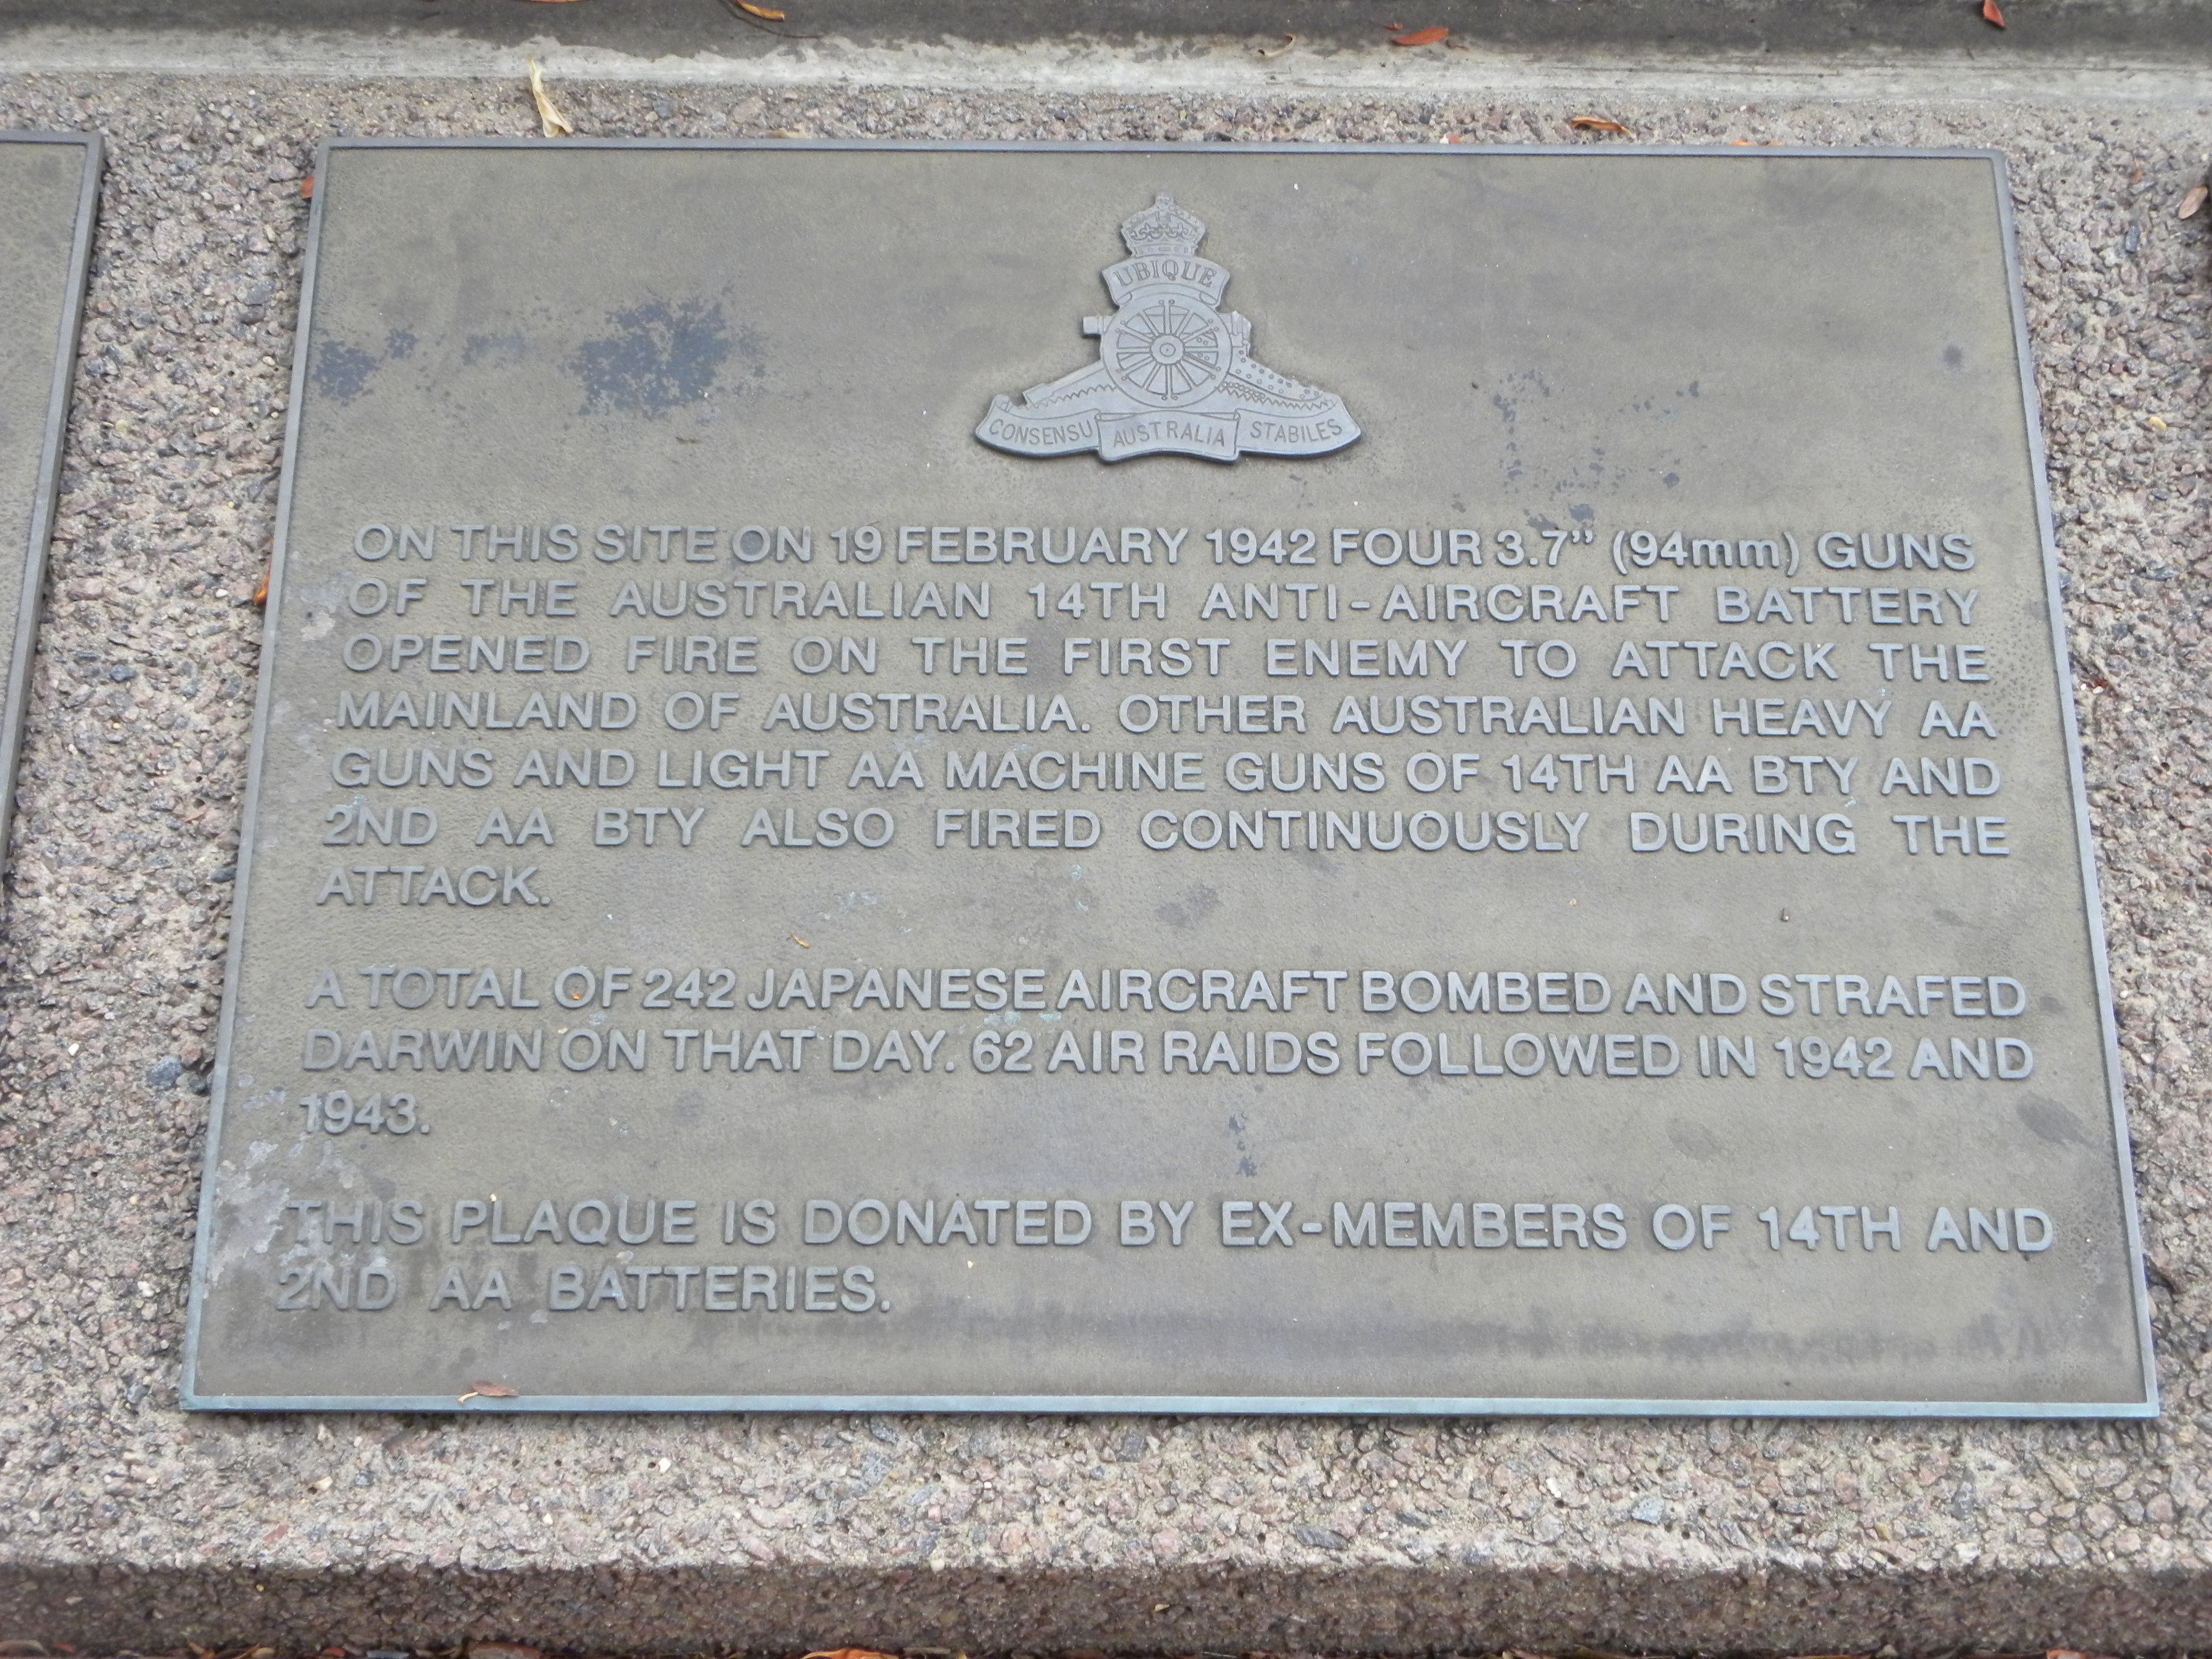 UBIQUE
CONSENSU AUSTRALIA STABILES
ON THIS SITE ON 19 FEBRUARY 1942 FOUR 3.7” (94mm) GUNS
OF THE AUSTRALIAN 14TH ANTI-AIRCRAFT BATTERY
OPENED FIRE ON THE FIRST ENEMY TO ATTACK THE
MAINLAND OF AUSTRALIA. OTHER AUSTRALIAN HEAVY AA
GUNS AND LIGHT AA MACHINE GUNS OF 14TH AA BTY AND
2ND AA BTY ALSO FIRED CONTINUOUSLY DURING THE
ATTACK.
A TOTAL OF 242 JAPANESE AIRCRAFT BOMBED AND STRAFED
DARWIN ON THAT DAY. 62 AIR RAIDS FOLLOWED IN 1942 AND
1943.
THIS PLAQUE IS DONATED BY EX-MEMBERS OF 14TH AND
2ND AA BATTERIES.